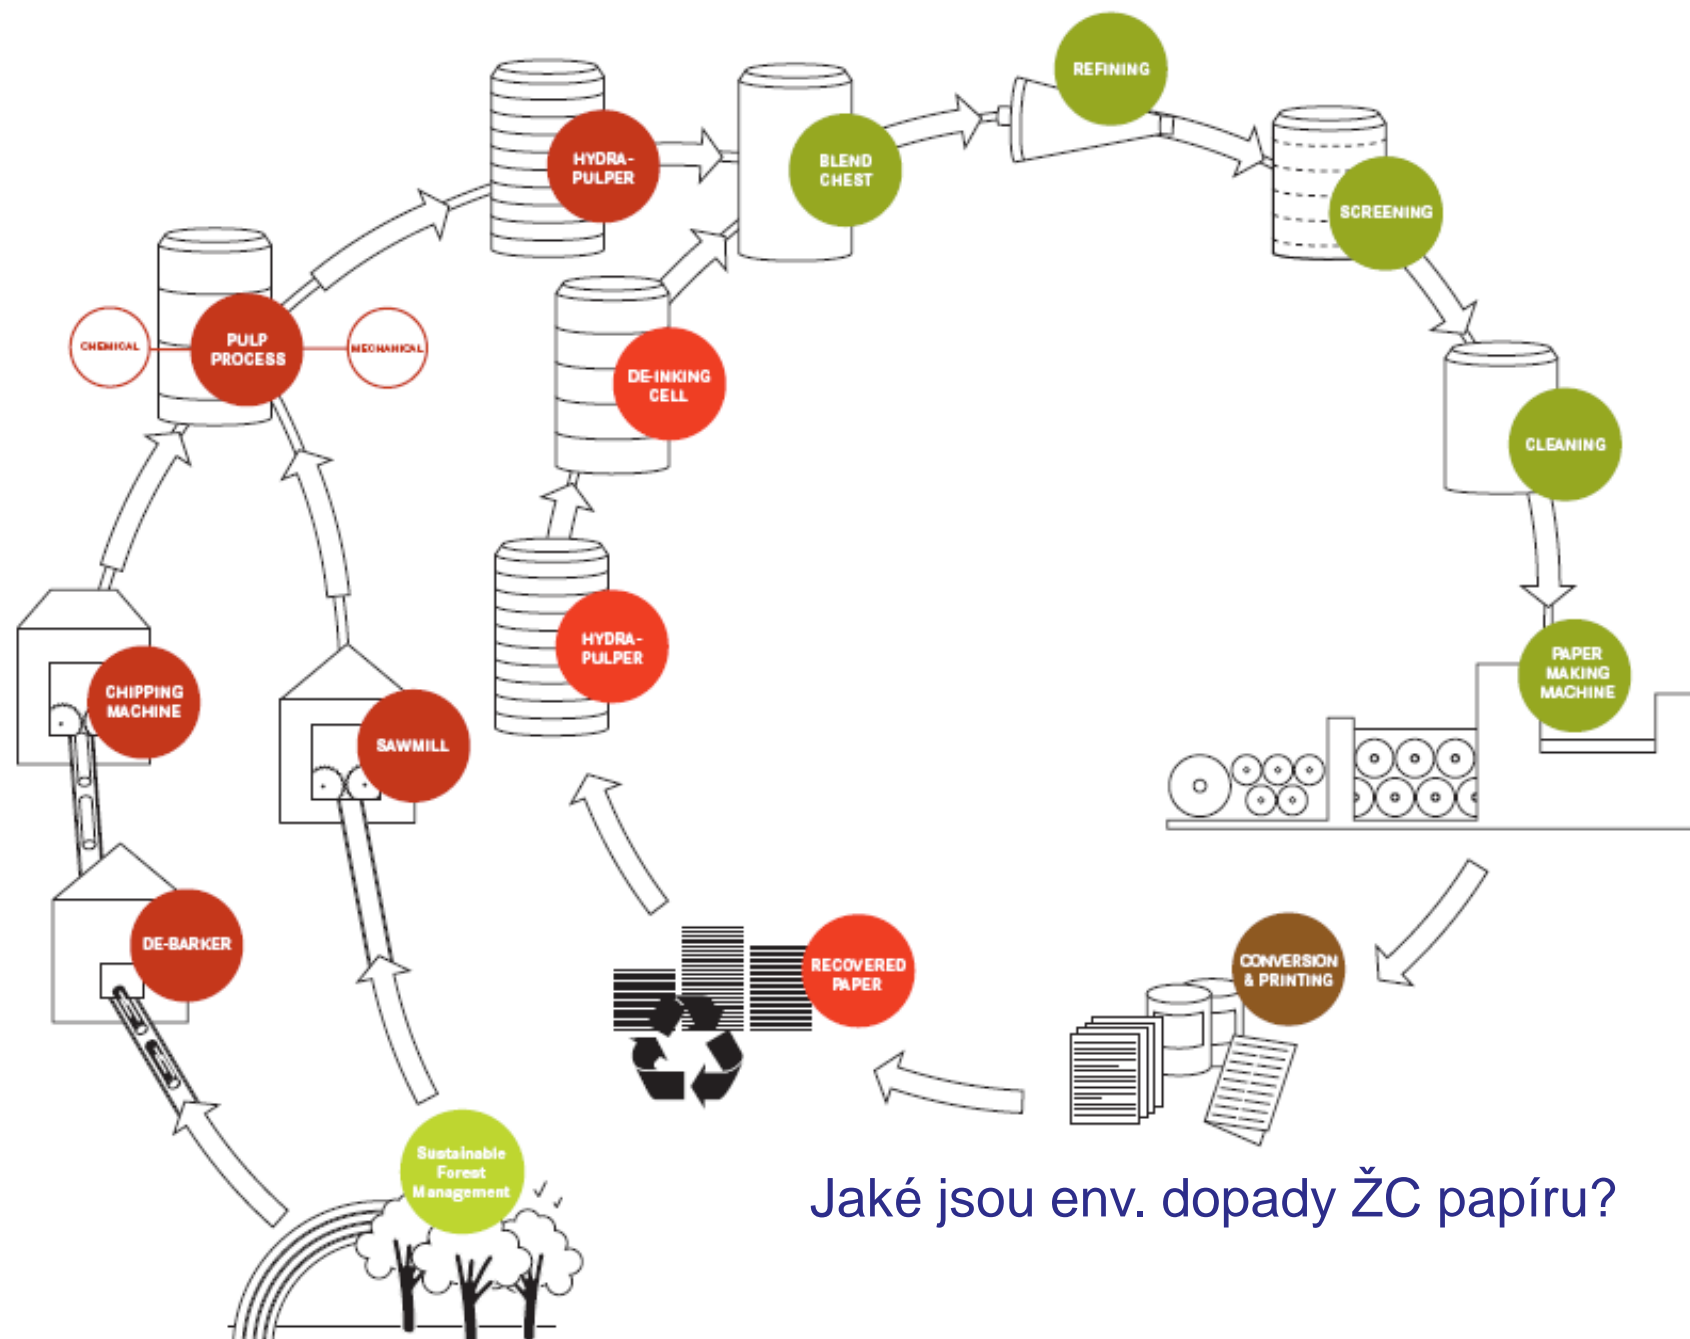 REFINING
HYDRA-
PULPER
BLEND
CHEST
SCREENING
CHEMICAL
PULP
PROCESS
MECHANICAL
DE-INKING
CELL
CLEANING
HYDRA-
PULPER
PAPER
MAKING
MACHINE
CHIPPING
MACHINE
SAWMILL
DE-BARKER
RECOVERED
PAPER
CONVERSION
& PRINTING
Sustainable
Forest
Management
Jaké jsou env. dopady ŽC papíru?